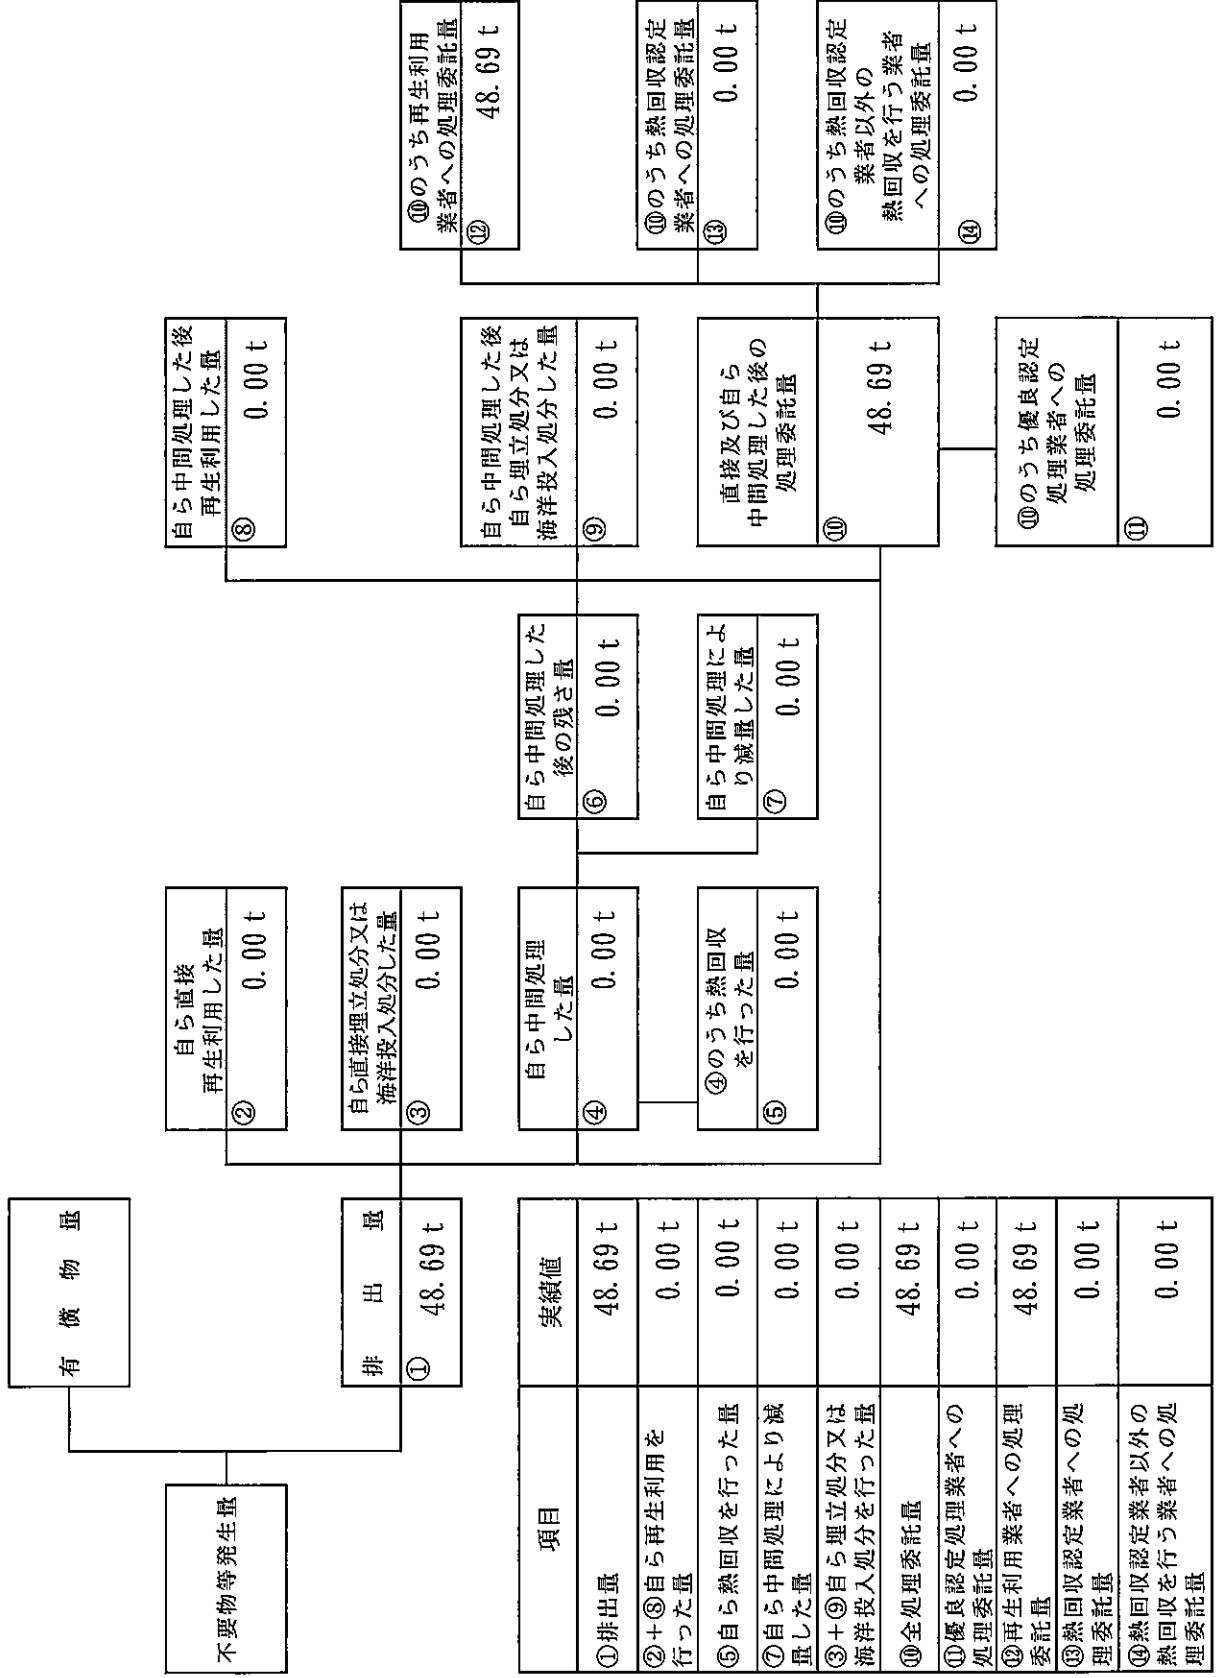 不要物等発生量
有償物量
排出量
① 48.69 t
自ら直接
再生利用した量
② 0.00 t
自ら直接埋立処分又は
海洋投入処分した量
③ 0.00 t
自ら中間処理
した量
④ 0.00 t
④のうち熱回収
を行った量
⑤ 0.00 t
自ら中間処理した
後の残さ量
⑥ 0.00 t
自ら中間処理によ
り減量した量
⑦ 0.00 t
自ら中間処理した後
再生利用した量
⑧ 0.00 t
自ら中間処理した後
自ら埋立処分又は
海洋投入処分した量
⑨ 0.00 t
直接及び自ら
中間処理した後の
処理委託量
⑩ 48.69 t
⑩のうち優良認定
処理業者への
処理委託量
⑪ 0.00 t
⑩のうち再生利用
業者への処理委託量
⑫ 48.69 t
⑩のうち熱回収認定
業者への処理委託量
⑬ 0.00 t
⑩のうち熱回収認定
業者以外の
熱回収を行う業者
への処理委託量
⑭ 0.00 t
項目 実績値
①排出量 48.69 t
②+⑧自ら再生利用を
行った量 0.00 t
⑤自ら熱回収を行った量 0.00 t
⑦自ら中間処理により減
量した量 0.00 t
③+⑨自ら埋立処分又は
海洋投入処分を行った量 0.00 t
⑩全処理委託量 48.69 t
⑪優良認定処理業者への
処理委託量 0.00 t
⑫再生利用業者への処理
委託量 48.69 t
⑬熱回収認定業者への処
理委託量 0.00 t
⑭熱回収認定業者以外の
熱回収を行う業者への処
理委託量 0.00 t